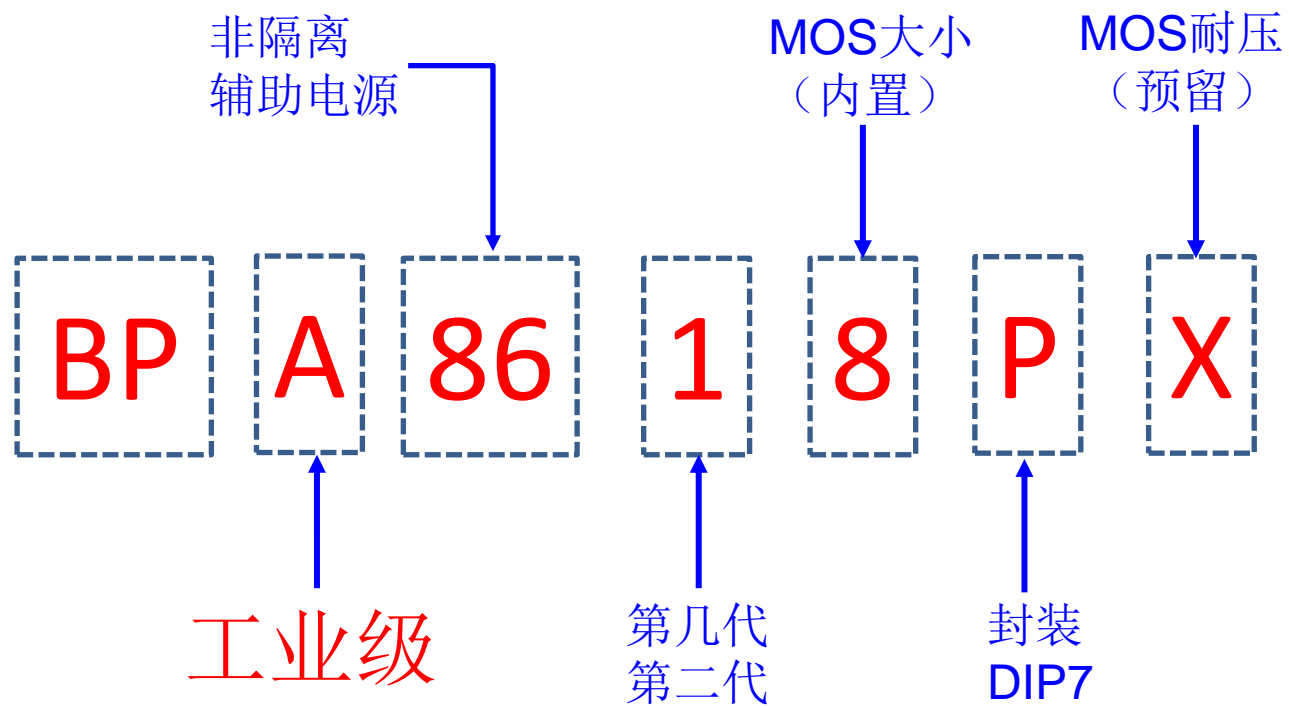 非隔离
辅助电源
MOS大小
（内置）
MOS耐压
（预留）
BP A 86 1 8 P X
工业级
第几代
第二代
封装
DIP7